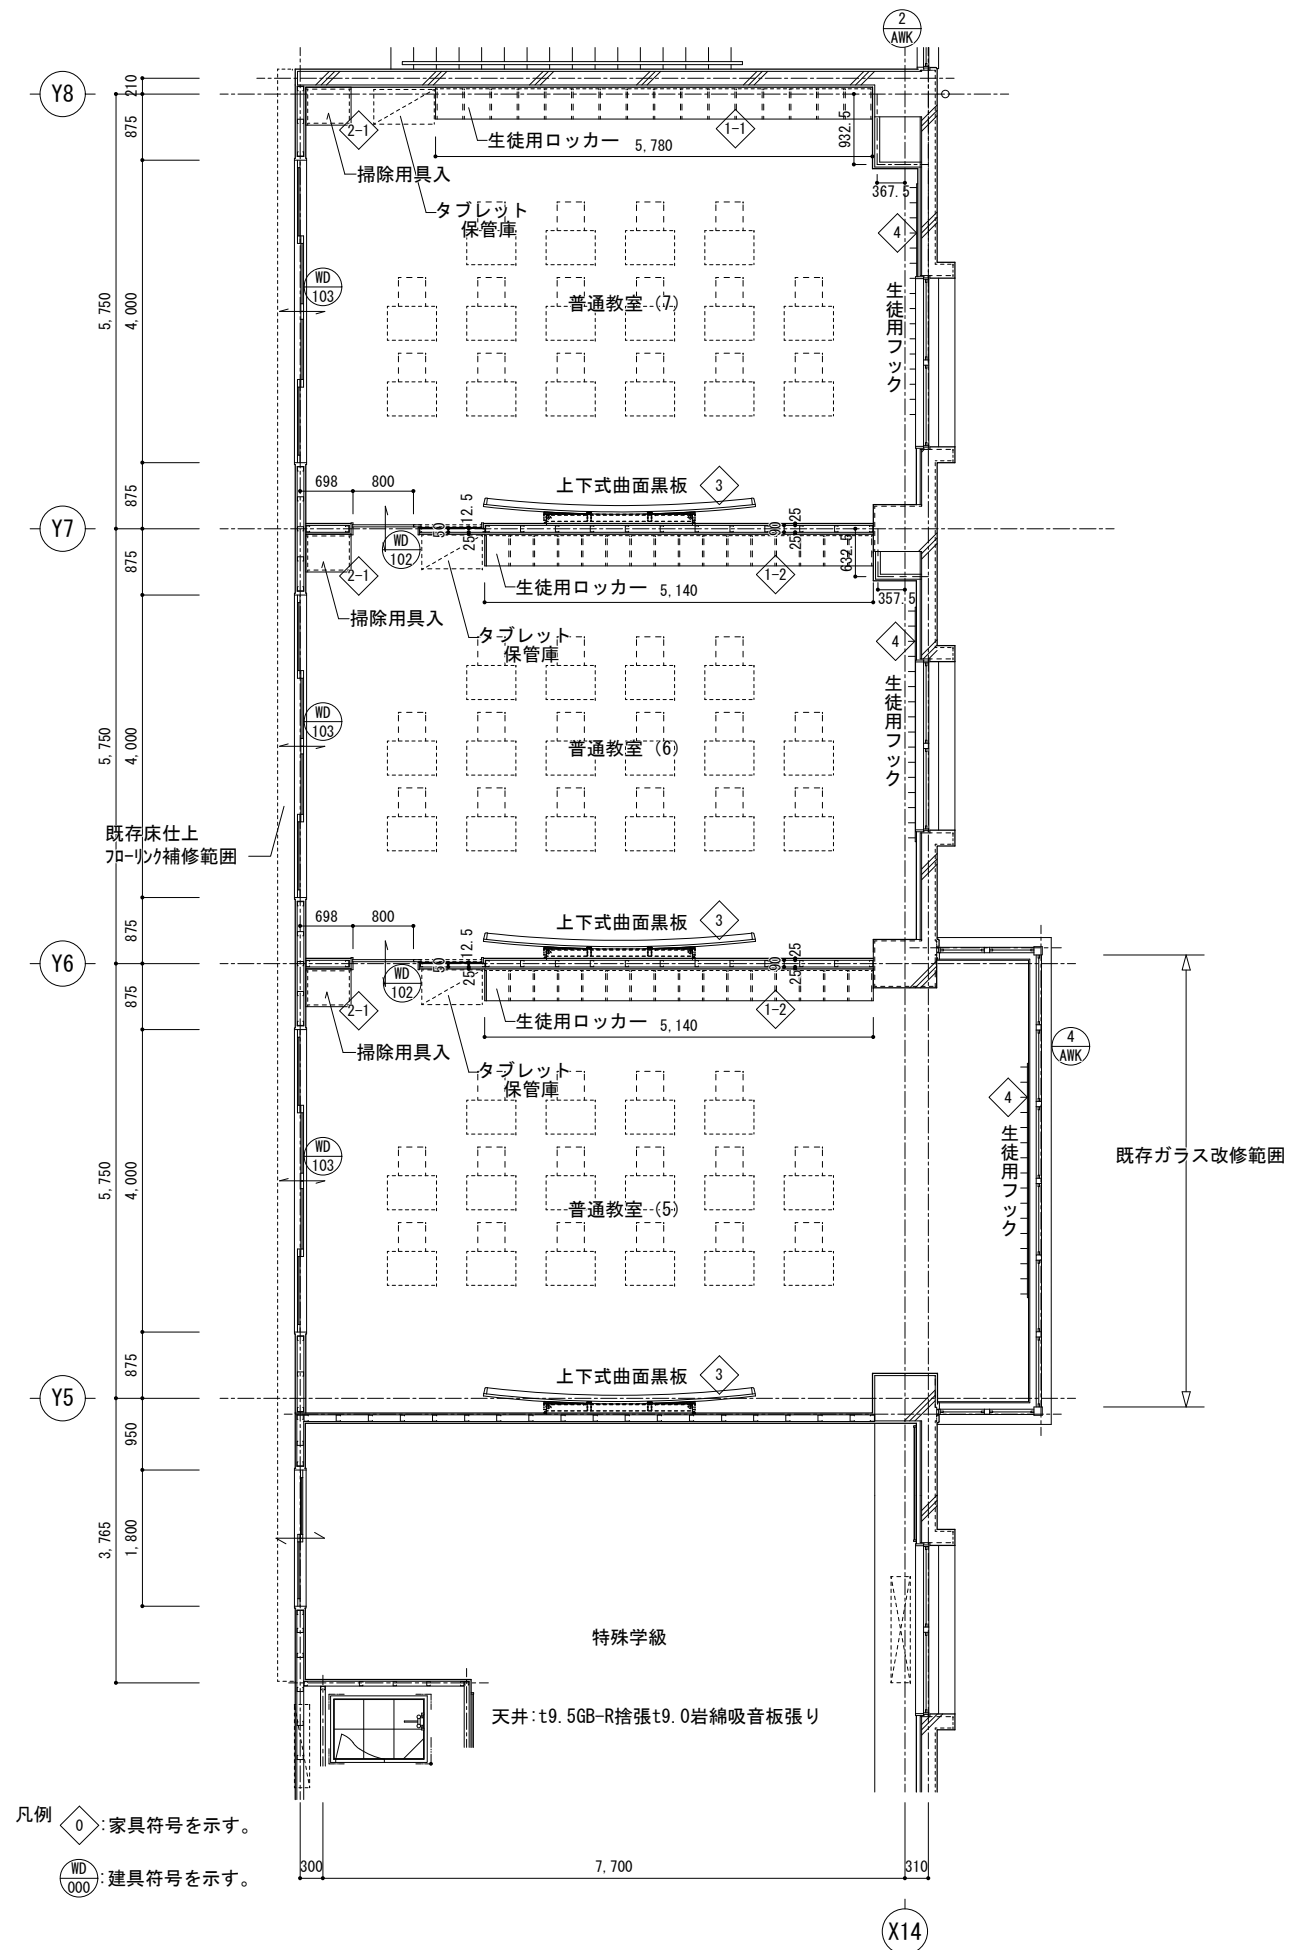 2
AWK
Y8
210
875
2-1
生徒用ロッカー
5,780
1-1
932.5
掃除用具入
367.5
タブレット
保管庫
4
WD
103
普通教室（7）
生徒用フック
5,750
4,000
875
698
800
上下式曲面黒板
3
12.5
50
25
90
25
25
Y7
875
WD
102
2-1
生徒用ロッカー
5,140
1-2
632.5
357.5
掃除用具入
タブレット
保管庫
4
WD
103
普通教室（6）
生徒用フック
5,750
4,000
既存床仕上
フローリング補修範囲
875
698
800
上下式曲面黒板
3
12.5
50
25
90
25
25
Y6
875
WD
102
2-1
生徒用ロッカー
5,140
1-2
掃除用具入
タブレット
保管庫
4
AWK
4
WD
103
普通教室（5）
生徒用フック
既存ガラス改修範囲
5,750
4,000
875
上下式曲面黒板
3
Y5
950
3,765
1,800
特殊学級
天井:t9.5GB-R捨張t9.0岩綿吸音板張り
凡例
0
:家具符号を示す。
WD
000
:建具符号を示す。
300
7,700
310
X14